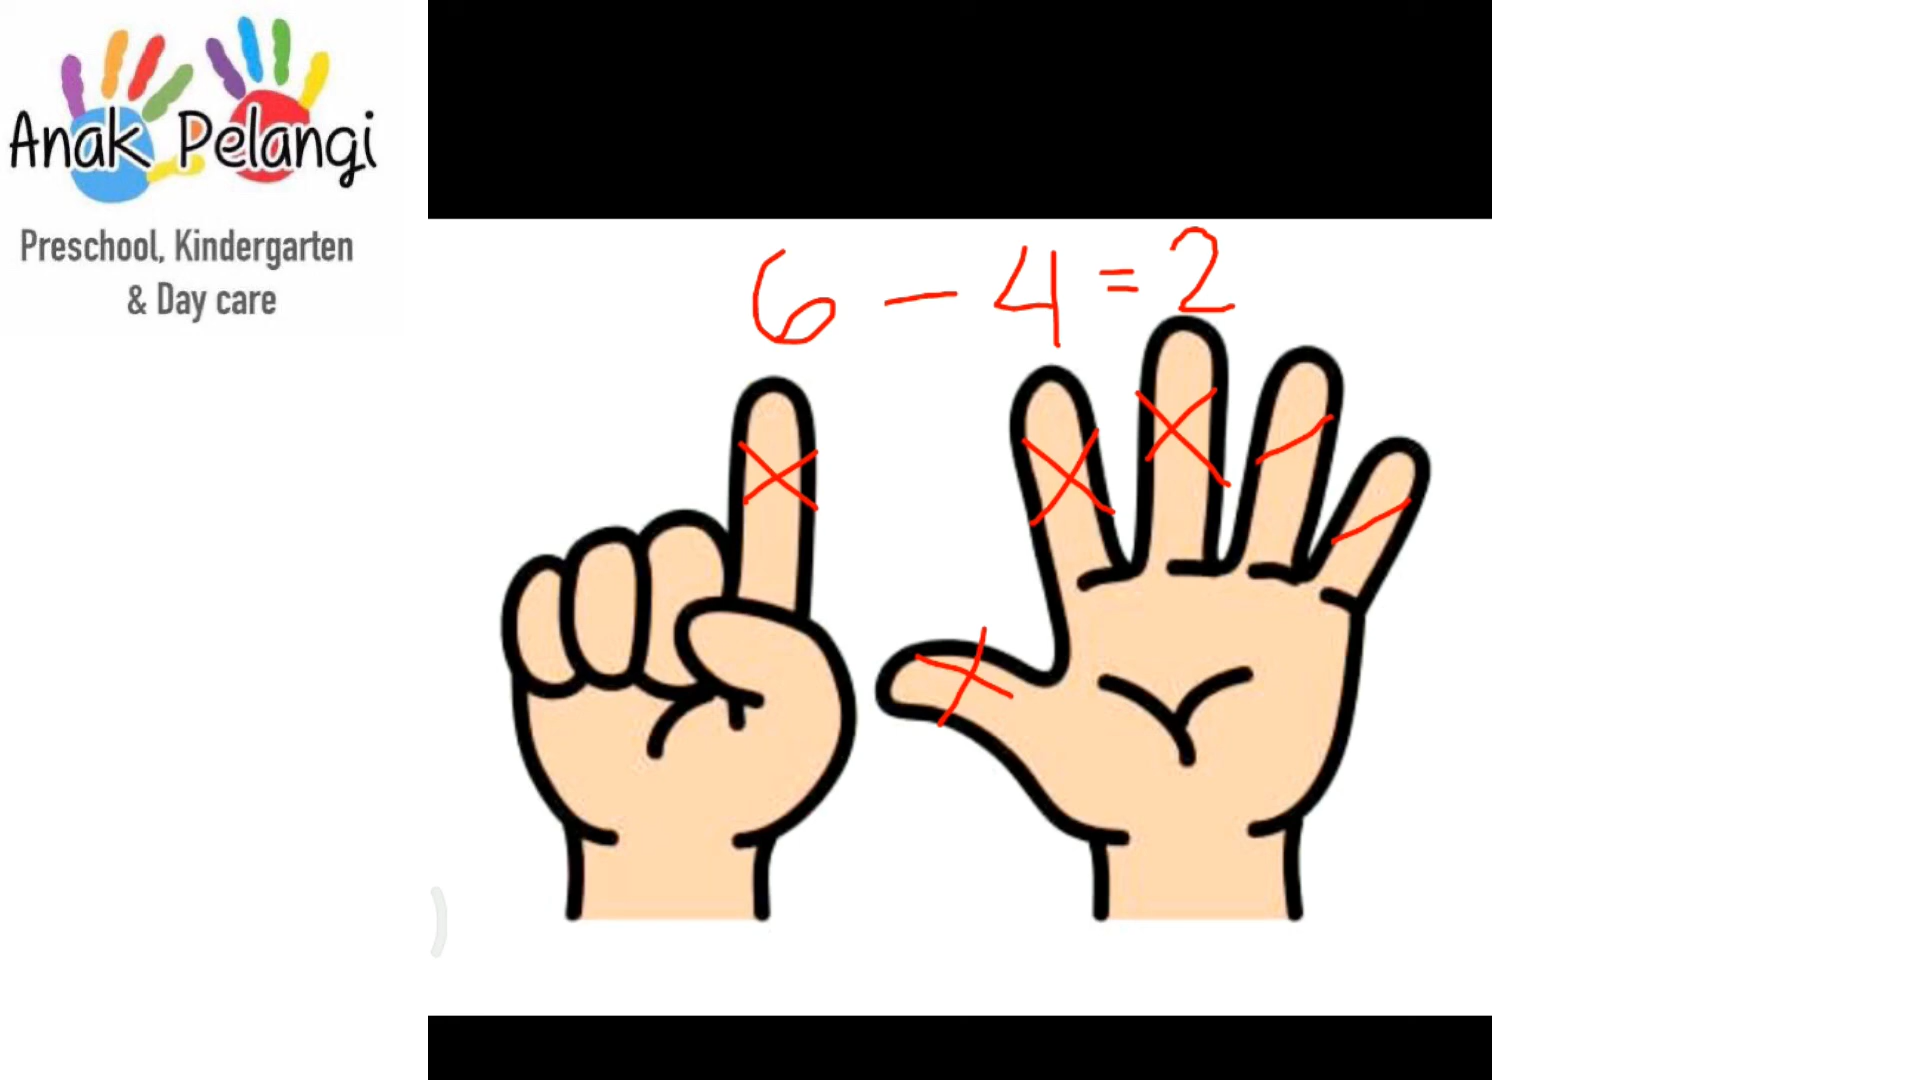 Anak Pelangi
Preschool, Kindergarten
& Day care
6 - 4 = 2